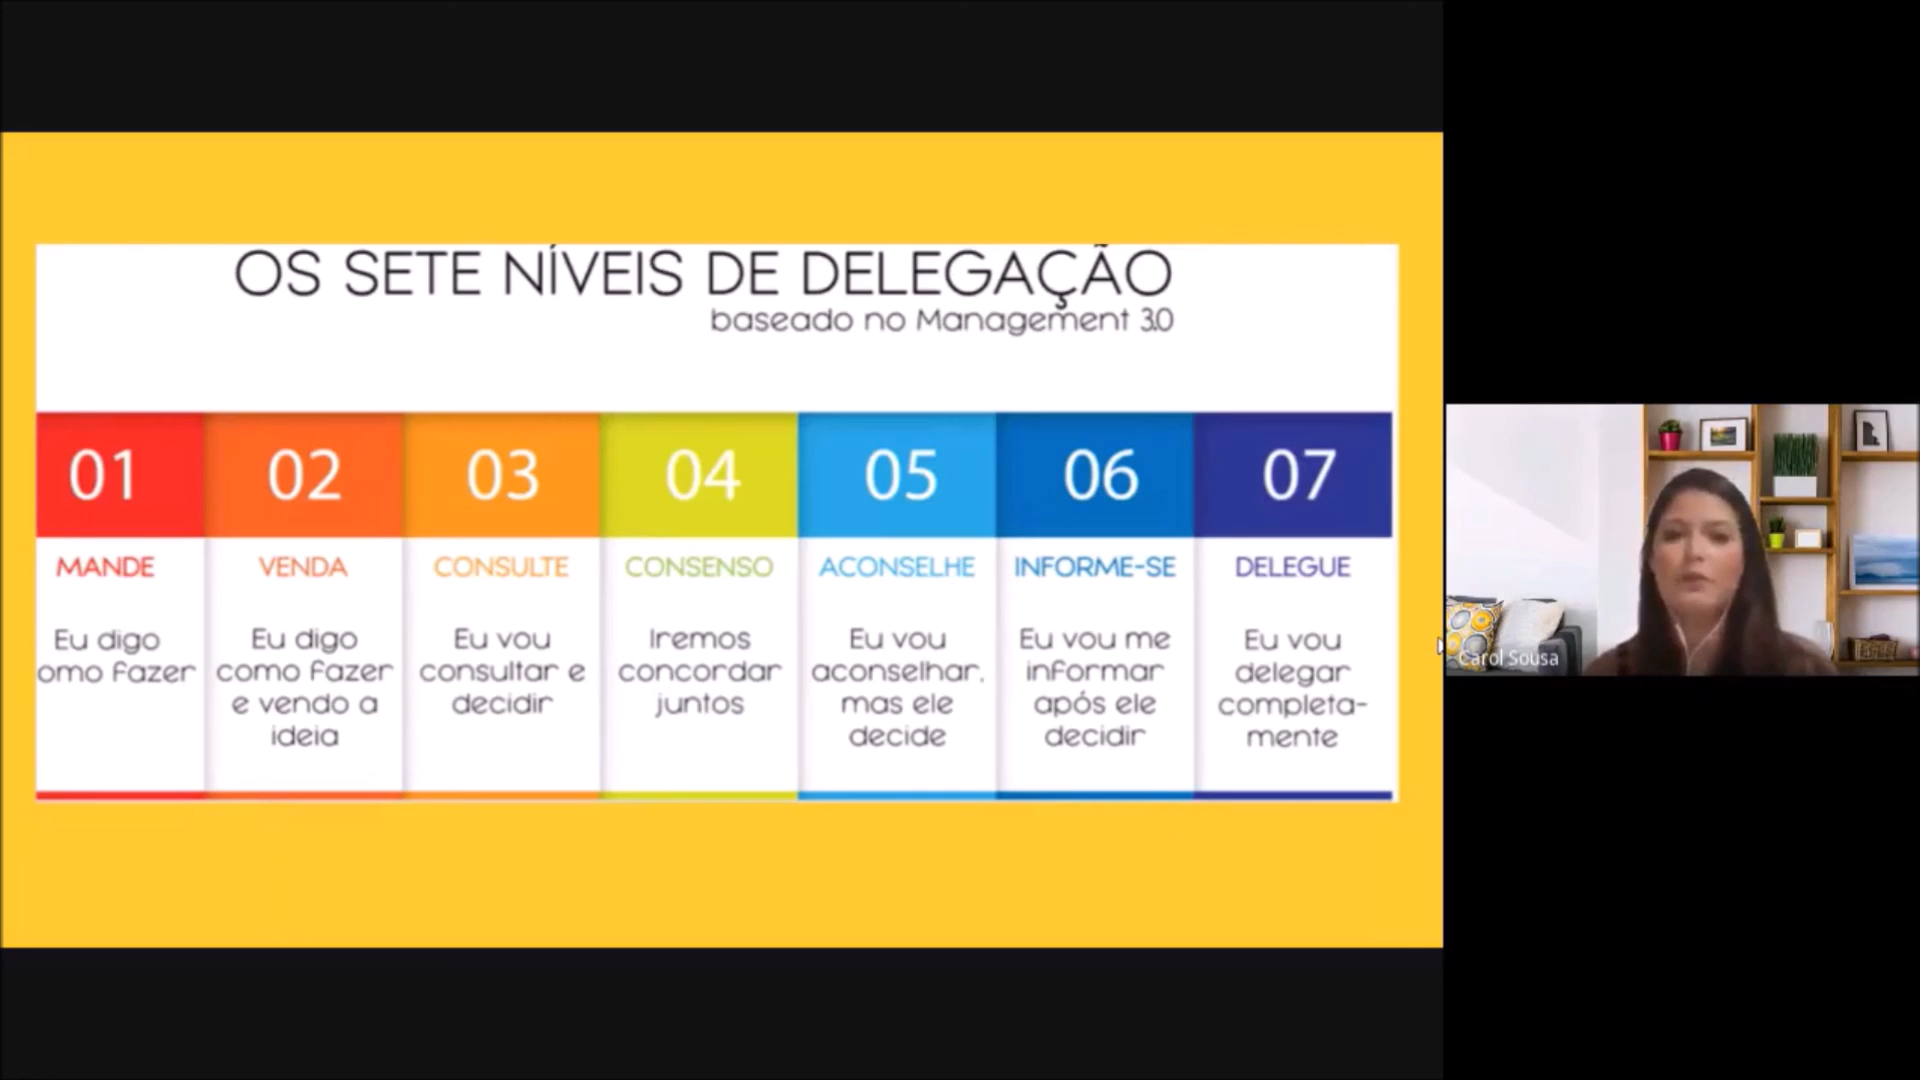 OS SETE NÍVEIS DE DELEGAÇÃO
baseado no Management 3.0
01
02
03
04
05
06
07
MANDE
VENDA
CONSULTE
CONSENSO
ACONSELHE
INFORME-SE
DELEGUE
Eu digo
omo fazer
Eu digo
como fazer
e vendo a
ideia
Eu vou
consultar e
decidir
Iremos
concordar
juntos
Eu vou
aconselhar,
mas ele
decide
Eu vou me
informar
após ele
decidir
Eu vou
delegar
completa-
mente
Carol Sousa